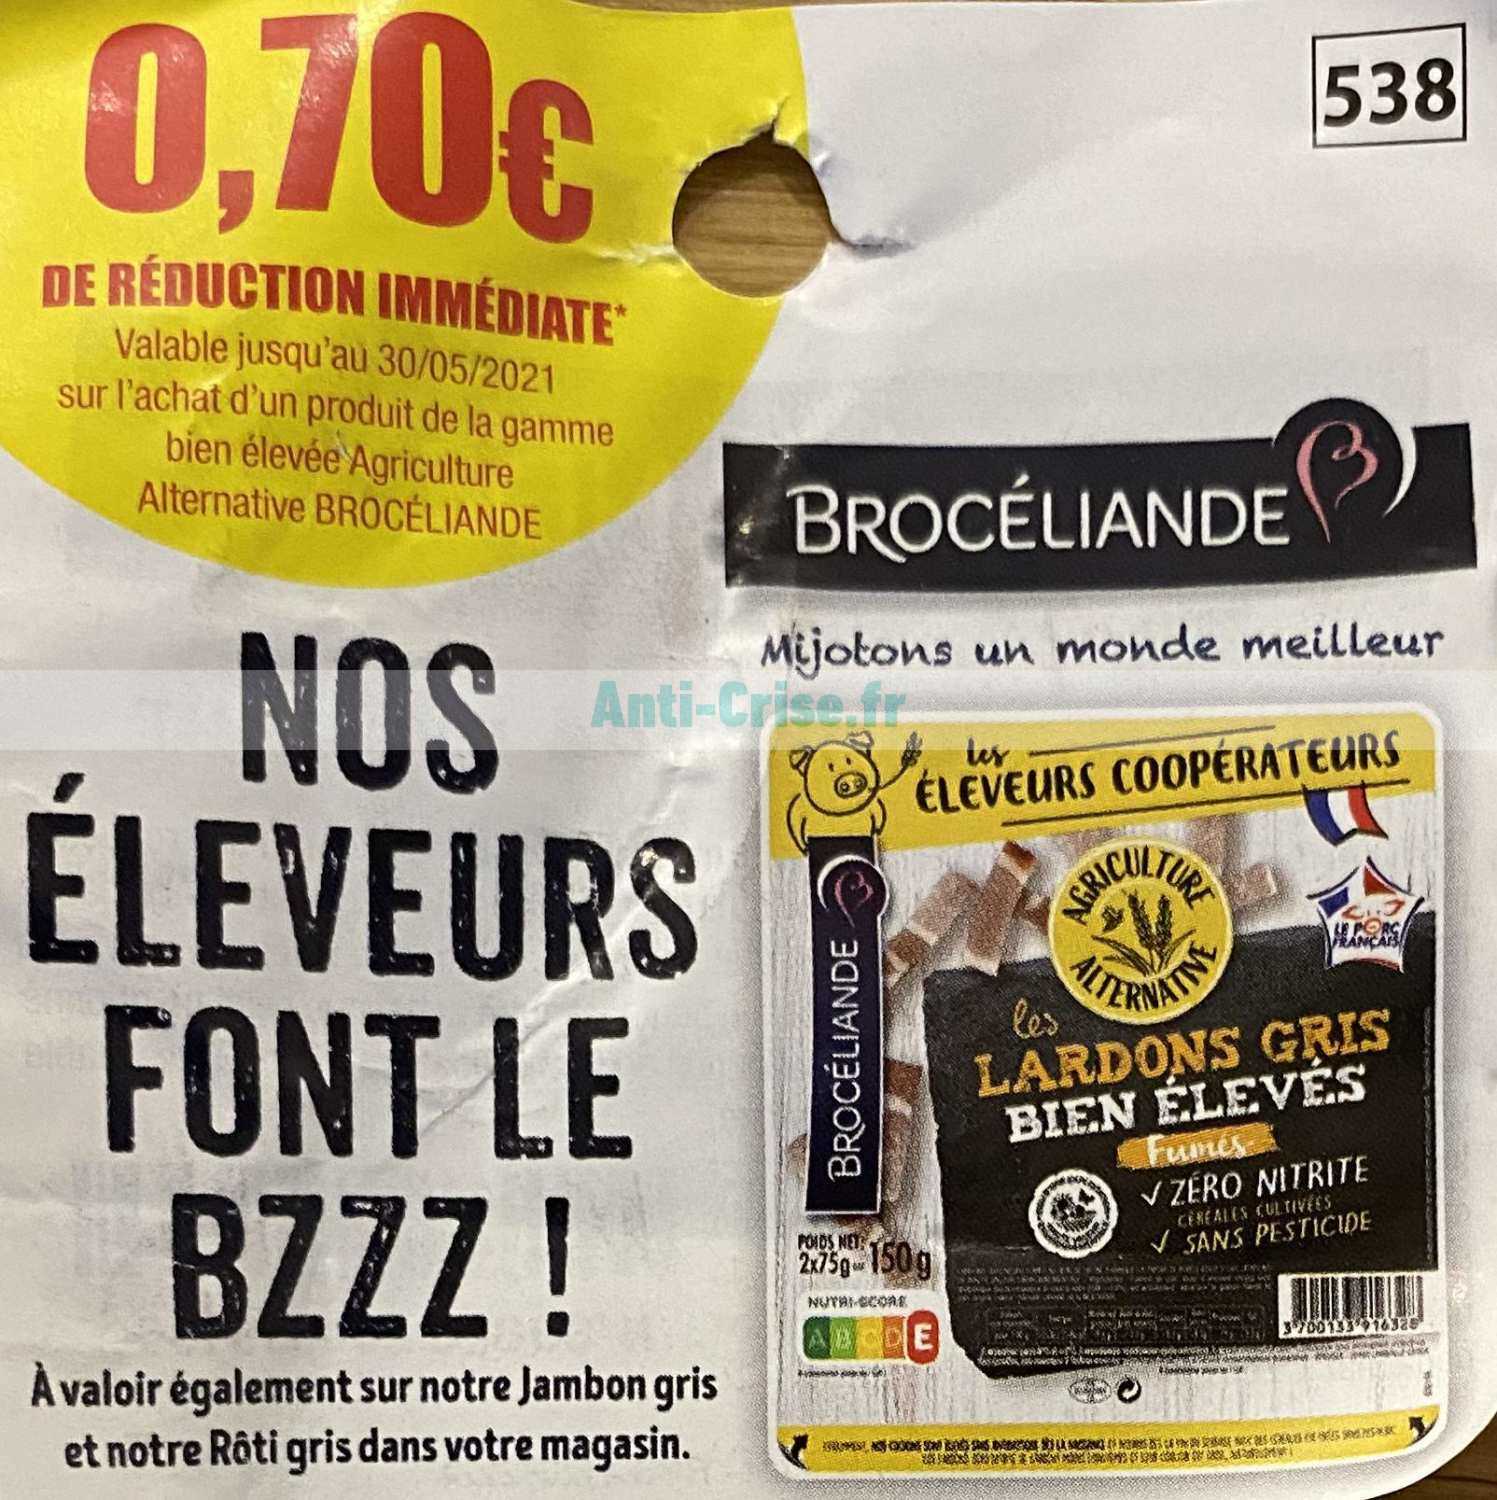 0,70€
DE RÉDUCTION IMMÉDIATE*
Valable jusqu'au 30/05/2021
sur l'achat d'un produit de la gamme
bien élevée Agriculture
Alternative BROCÉLIANDE
538
BROCÉLIANDE
Mijotons un monde meilleur
Anti-Crise.fr
NOS
ÉLEVEURS
FONT LE
BZZZ !
À valoir également sur notre Jambon gris
et notre Rôti gris dans votre magasin.
les
ÉLEVEURS COOPÉRATEURS
AGRICULTURE
ALTERNATIVE
LE PORC
FRANÇAIS
BROCÉLIANDE
les
LARDONS GRIS
BIEN ÉLEVÉS
Fumés
✓ ZÉRO NITRITE
CÉRÉALES CULTIVÉES
✓ SANS PESTICIDE
POIDS NET:
2x75g 150g
NUTRI-SCORE
A B C D E